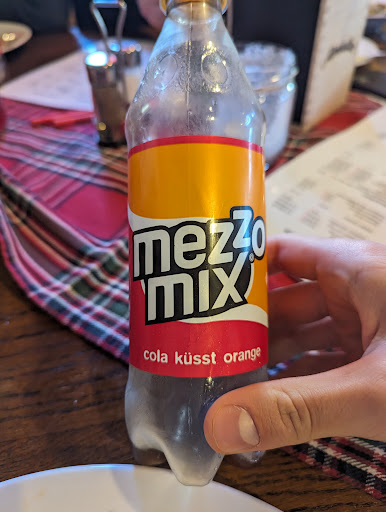 mezzo
mix
cola küsst orange